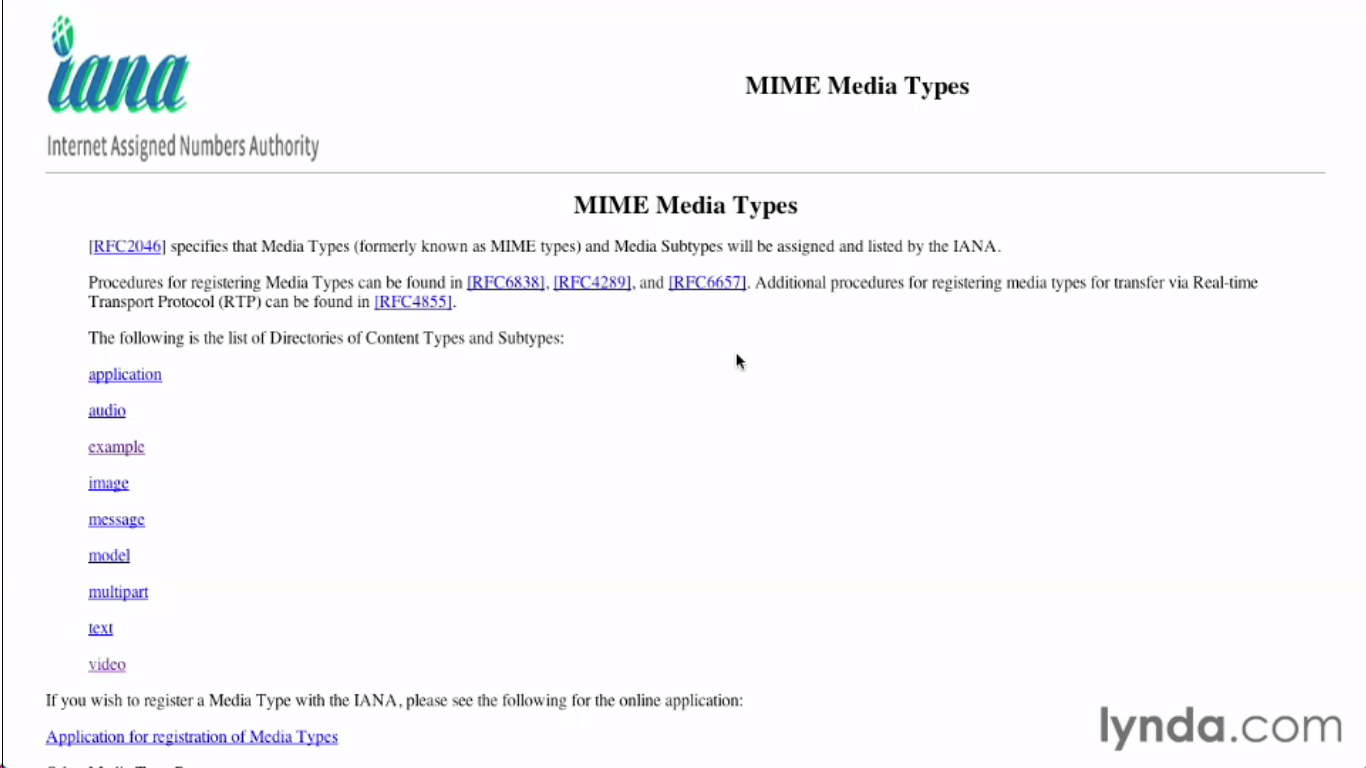 iana
Internet Assigned Numbers Authority
MIME Media Types
MIME Media Types
[RFC2046] specifies that Media Types (formerly known as MIME types) and Media Subtypes will be assigned and listed by the IANA.
Procedures for registering Media Types can be found in [RFC6838], [RFC4289], and [RFC6657]. Additional procedures for registering media types for transfer via Real-time
Transport Protocol (RTP) can be found in [RFC4855].
The following is the list of Directories of Content Types and Subtypes:
application
audio
example
image
message
model
multipart
text
video
If you wish to register a Media Type with the IANA, please see the following for the online application:
Application for registration of Media Types
lynda.com